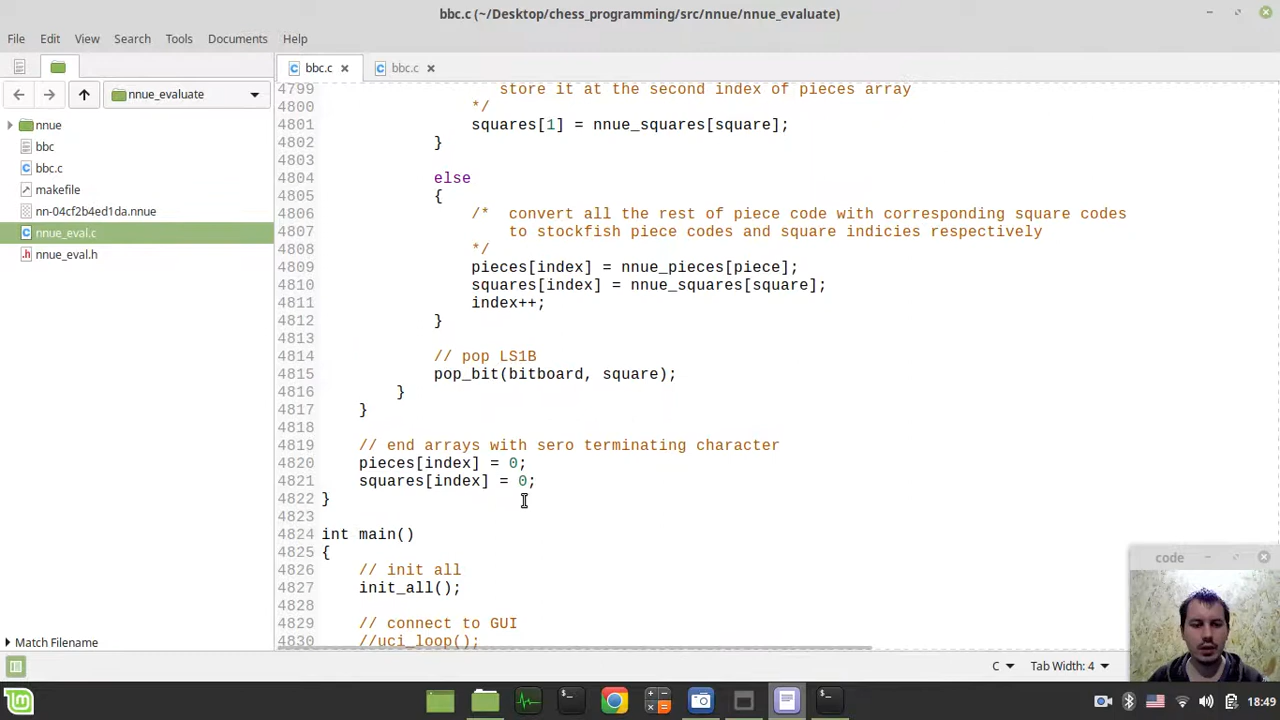 bbc.c (~/Desktop/chess_programming/src/nnue/nnue_evaluate)
File Edit View Search Tools Documents Help
bbc.c
bbc.c
nnue_evaluate
nnue
bbc
bbc.c
makefile
nn-04cf2b4ed1da.nnue
nnue_eval.c
nnue_eval.h
Match Filename
4799 store it at the second index of pieces array
4800 */
4801 squares[1] = nnue_squares[square];
4802 }
4803
4804 else
4805 {
4806 /* convert all the rest of piece code with corresponding square codes
4807 to stockfish piece codes and square indicies respectively
4808 */
4809 pieces[index] = nnue_pieces[piece];
4810 squares[index] = nnue_squares[square];
4811 index++;
4812 }
4813
4814 // pop LS1B
4815 pop_bit(bitboard, square);
4816 }
4817 }
4818
4819 // end arrays with sero terminating character
4820 pieces[index] = 0;
4821 squares[index] = 0;
4822 }
4823
4824 int main()
4825 {
4826 // init all
4827 init_all();
4828
4829 // connect to GUI
4830 //uci_loop();
code
C Tab Width: 4
18:49